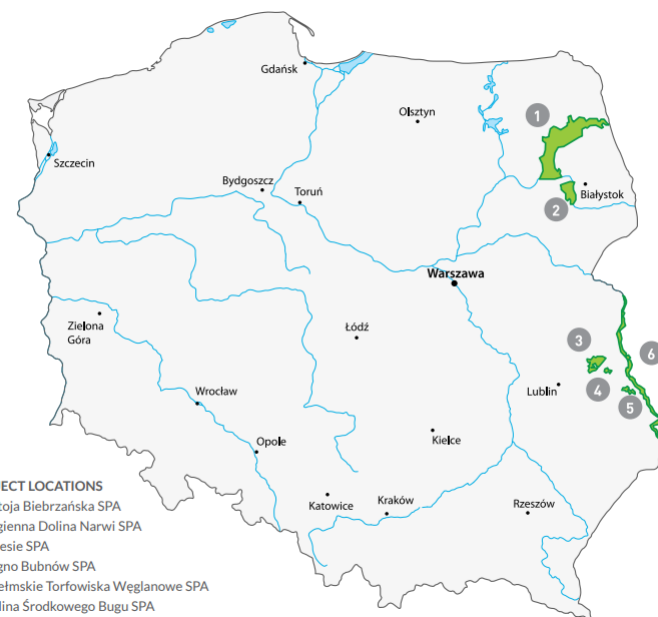 Gdańsk
Olsztyn
1
Szczecin
Bydgoszcz
Toruń
Białystok
2
Warszawa
Zielona
Góra
Łódź
3
6
Wrocław
Lublin
4
5
Opole
Kielce
Katowice
Kraków
Rzeszów
JECT LOCATIONS
toja Biebrzańska SPA
gienna Dolina Narwi SPA
esie SPA
gno Bubnów SPA
ełmskie Torfowiska Węglanowe SPA
lina Środkowego Bugu SPA